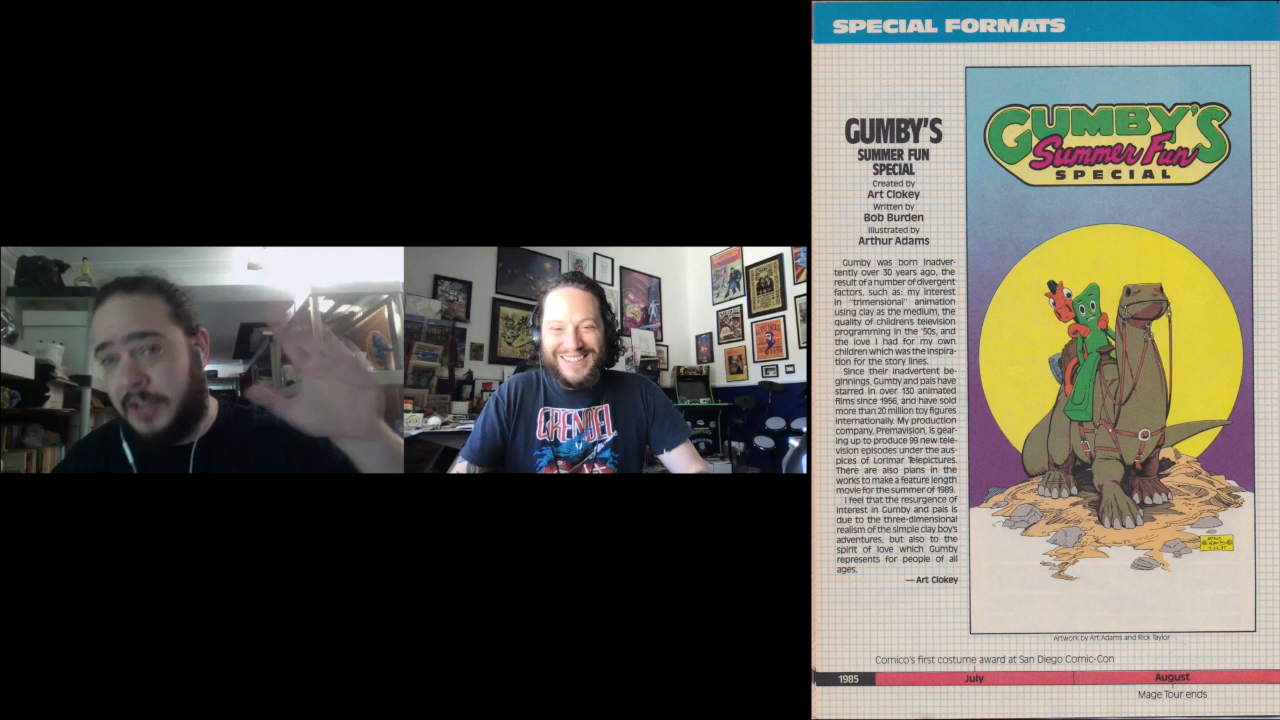 GRENDEL
SPECIAL FORMATS
GUMBY'S
SUMMER FUN
SPECIAL
Created by
Art Clokey
Written by
Bob Burden
Illustrated by
Arthur Adams
Gumby was born inadver-
tently over 30 years ago, the
result of a number of divergent
factors, such as: my interest
in "trimensional" animation
using clay as the medium, the
quality of children's television
programming in the '50s, and
the love I had for my own
children which was the inspira-
tion for the story lines.
Since their inadvertent be-
ginnings, Gumby and pals have
starred in over 130 animated
films since 1956, and have sold
more than 20 million toy figures
internationally. My production
company, Premavision, is gear-
ing up to produce 99 new tele-
vision episodes under the aus-
pices of Lorimar Telepictures.
There are also plans in the
works to make a feature length
movie for the summer of 1989.
I feel that the resurgence of
interest in Gumby and pals is
due to the three-dimensional
realism of the simple clay boy's
adventures, but also to the
spirit of love which Gumby
represents for people of all
ages.
—Art Clokey
GUMBY'S
Summer Fun
SPECIAL
Artwork by Art Adams and Rick Taylor
Comico's first costume award at San Diego Comic-Con
1985 July August
Mage Tour ends